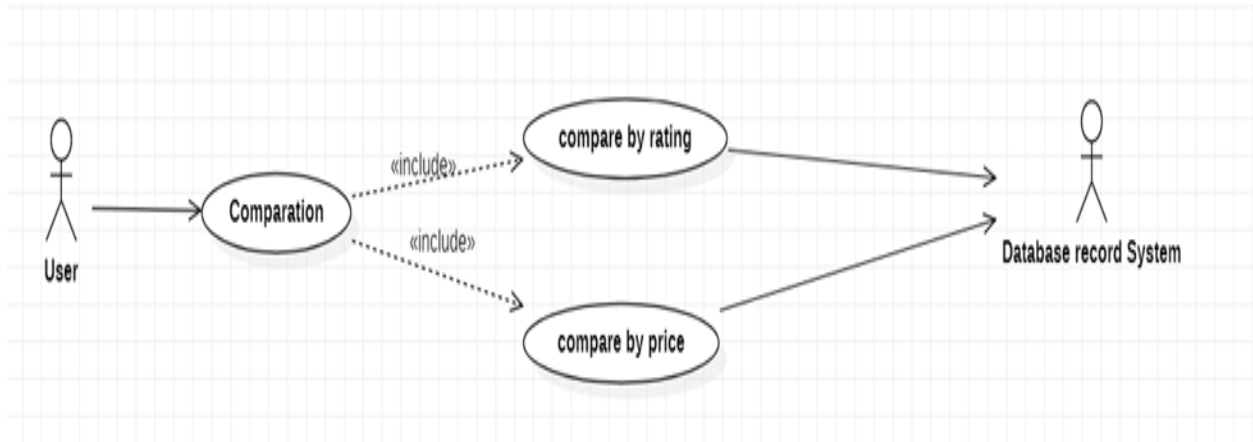 compare by rating
«include»
Comparation
«include»
User
Database record System
compare by price